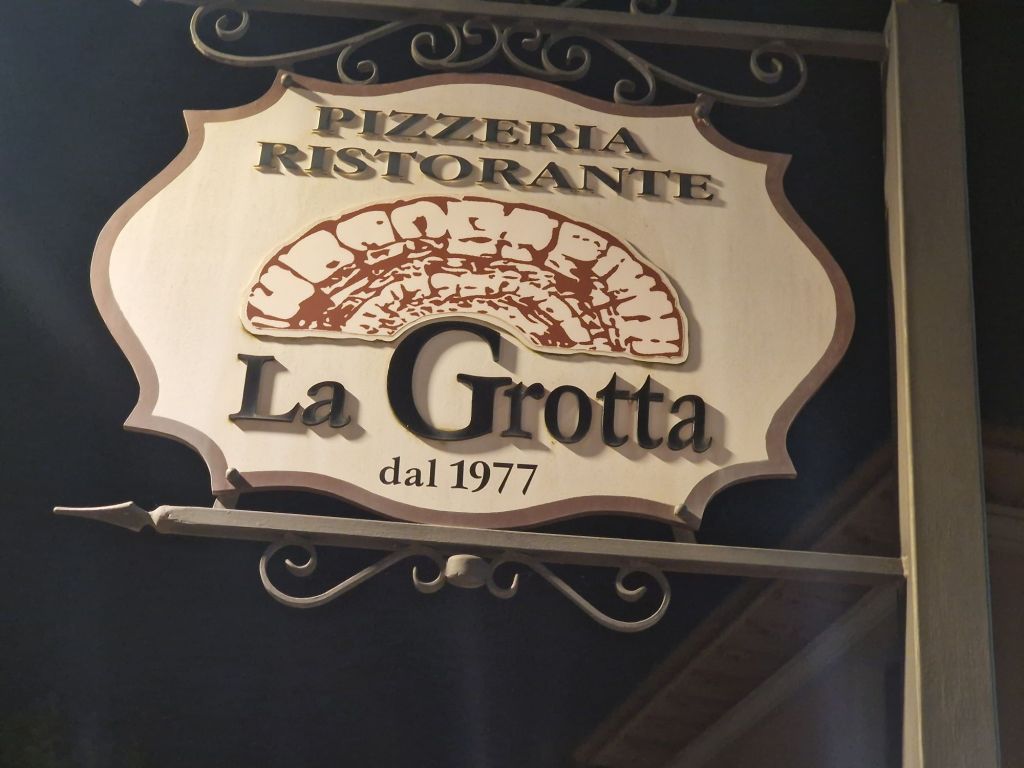 PIZZERIA
RISTORANTE
La Grotta
dal 1977